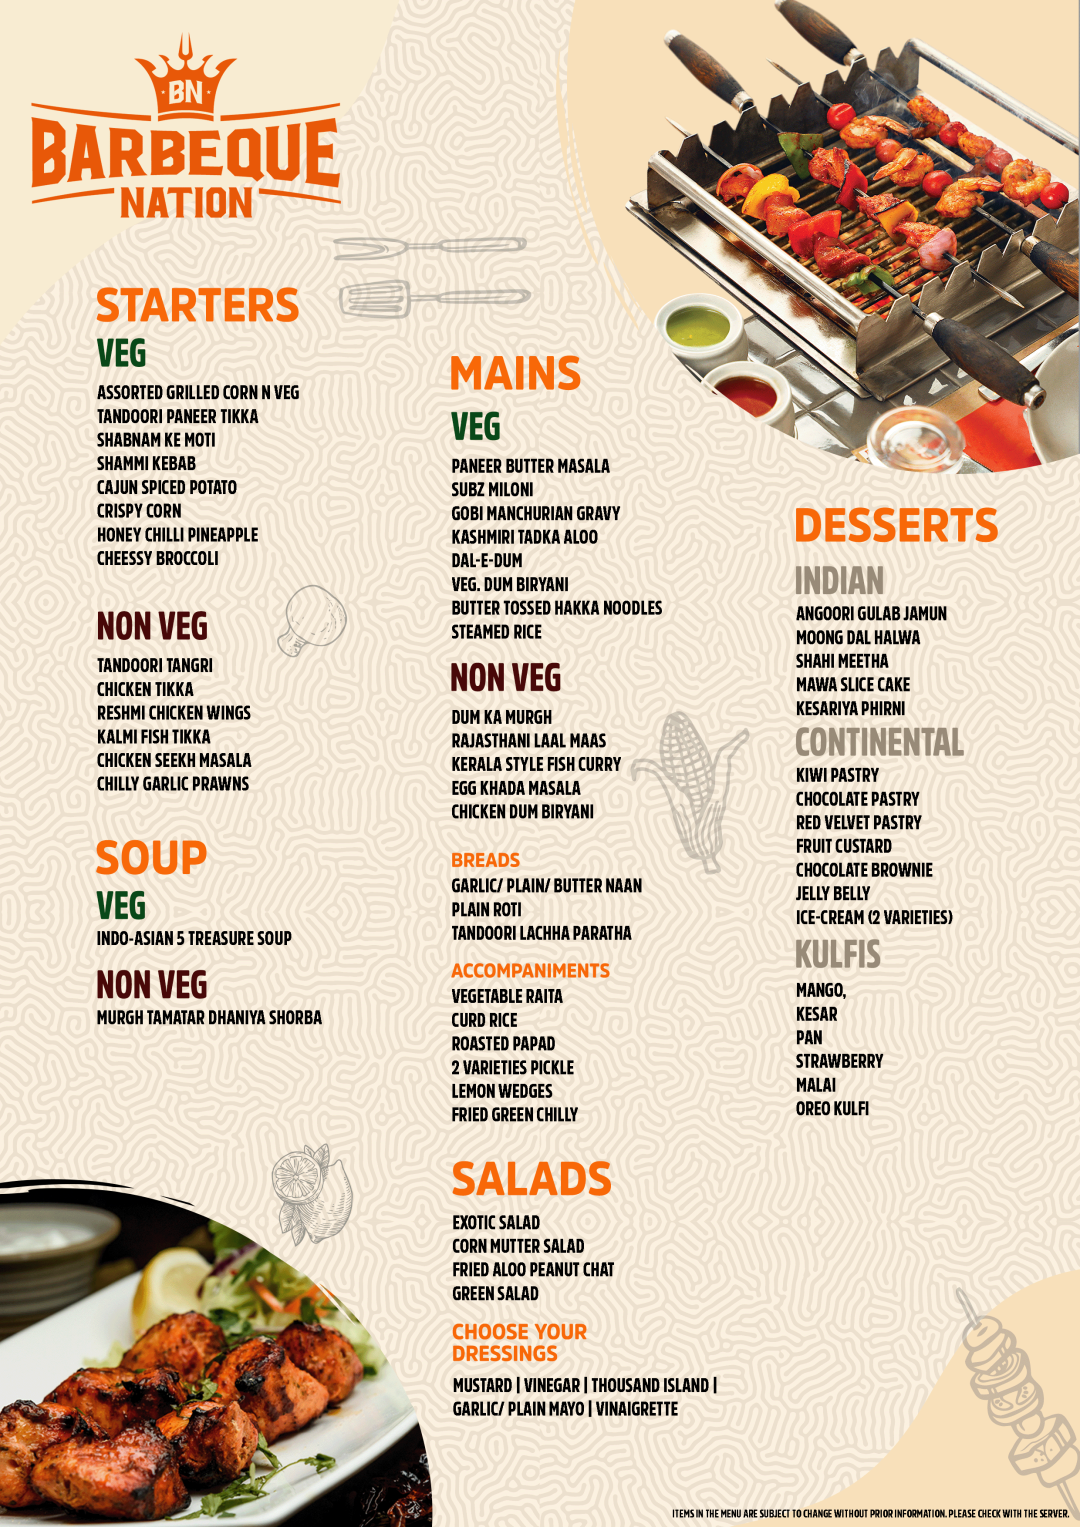 BN
BARBEQUE
NATION
STARTERS
VEG
ASSORTED GRILLED CORN N VEG
TANDOORI PANEER TIKKA
SHABNAM KE MOTI
SHAMMI KEBAB
CAJUN SPICED POTATO
CRISPY CORN
HONEY CHILLI PINEAPPLE
CHEESSY BROCCOLI
NON VEG
TANDOORI TANGRI
CHICKEN TIKKA
RESHMI CHICKEN WINGS
KALMI FISH TIKKA
CHICKEN SEEKH MASALA
CHILLY GARLIC PRAWNS
SOUP
VEG
INDO-ASIAN 5 TREASURE SOUP
NON VEG
MURGH TAMATAR DHANIYA SHORBA
MAINS
VEG
PANEER BUTTER MASALA
SUBZ MILONI
GOBI MANCHURIAN GRAVY
KASHMIRI TADKA ALOO
DAL-E-DUM
VEG. DUM BIRYANI
BUTTER TOSSED HAKKA NOODLES
STEAMED RICE
NON VEG
DUM KA MURGH
RAJASTHANI LAAL MAAS
KERALA STYLE FISH CURRY
EGG KHADA MASALA
CHICKEN DUM BIRYANI
BREADS
GARLIC/ PLAIN/ BUTTER NAAN
PLAIN ROTI
TANDOORI LACHHA PARATHA
ACCOMPANIMENTS
VEGETABLE RAITA
CURD RICE
ROASTED PAPAD
2 VARIETIES PICKLE
LEMON WEDGES
FRIED GREEN CHILLY
SALADS
EXOTIC SALAD
CORN MUTTER SALAD
FRIED ALOO PEANUT CHAT
GREEN SALAD
CHOOSE YOUR
DRESSINGS
MUSTARD | VINEGAR | THOUSAND ISLAND |
GARLIC/ PLAIN MAYO | VINAIGRETTE
DESSERTS
INDIAN
ANGOORI GULAB JAMUN
MOONG DAL HALWA
SHAHI MEETHA
MAWA SLICE CAKE
KESARIYA PHIRNI
CONTINENTAL
KIWI PASTRY
CHOCOLATE PASTRY
RED VELVET PASTRY
FRUIT CUSTARD
CHOCOLATE BROWNIE
JELLY BELLY
ICE-CREAM (2 VARIETIES)
KULFIS
MANGO,
KESAR
PAN
STRAWBERRY
MALAI
OREO KULFI
ITEMS IN THE MENU ARE SUBJECT TO CHANGE WITHOUT PRIOR INFORMATION. PLEASE CHECK WITH THE SERVER.